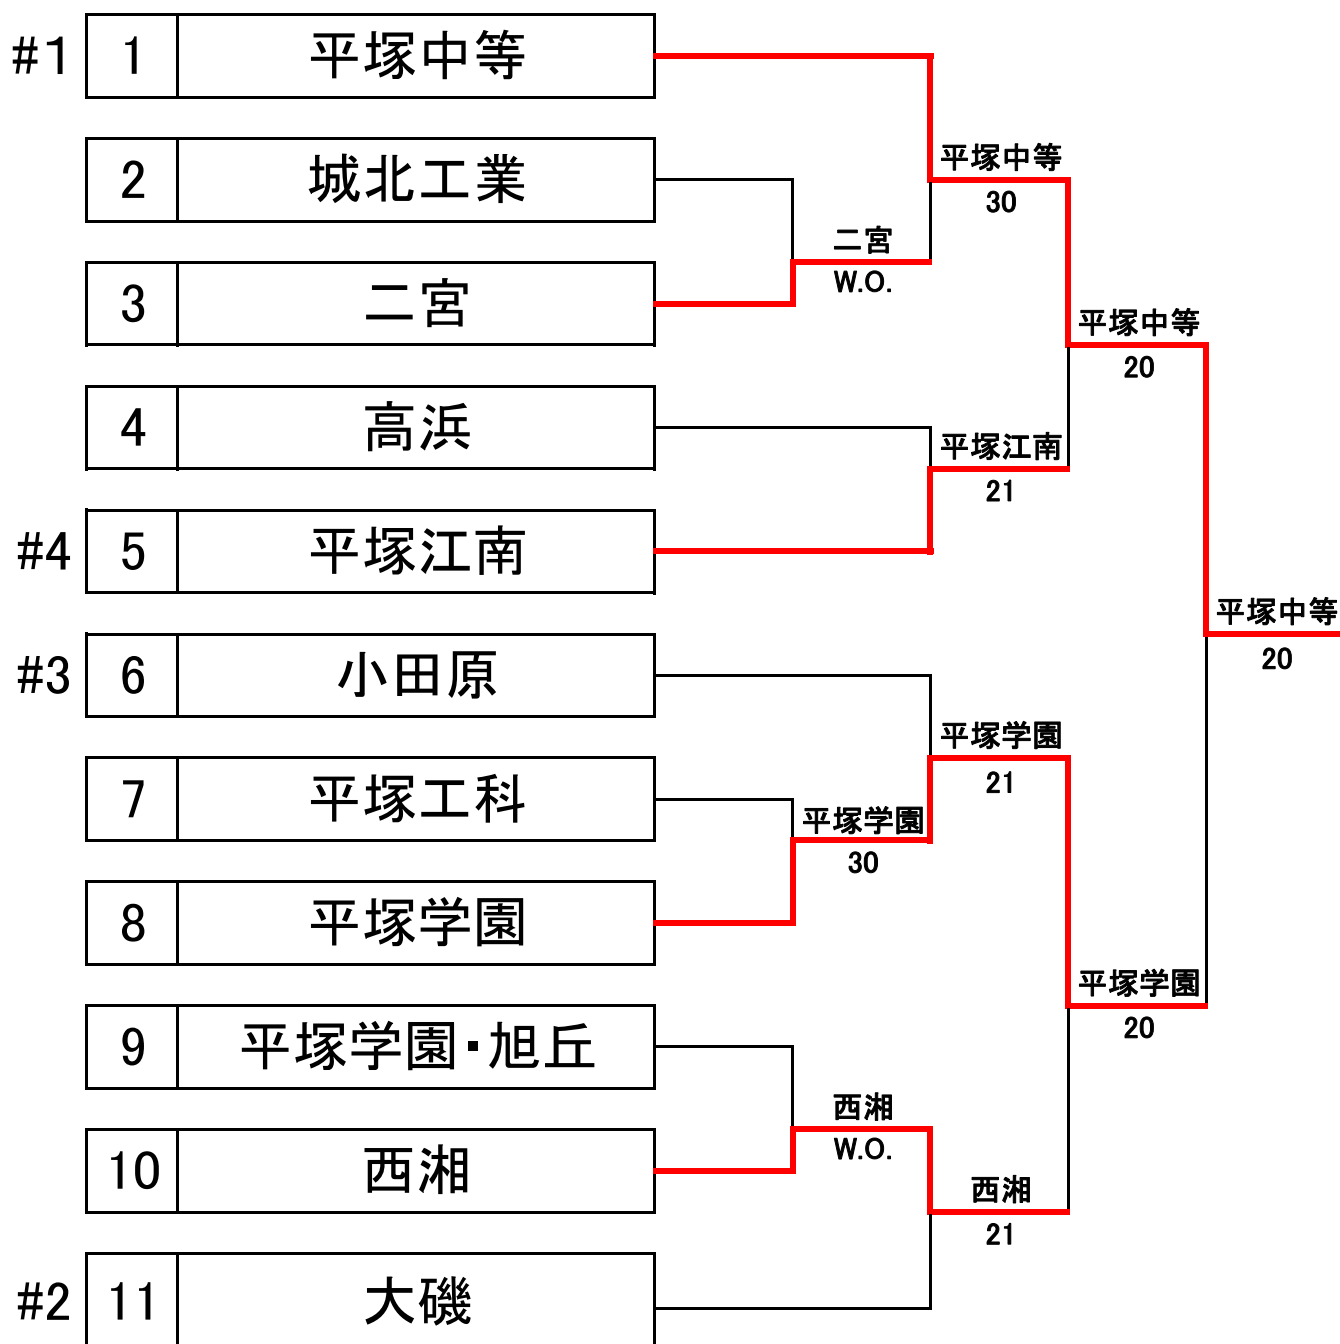 #1 1 平塚中等
2 城北工業
3 二宮
4 高浜
#4 5 平塚江南
#3 6 小田原
7 平塚工科
8 平塚学園
9 平塚学園・旭丘
10 西湘
#2 11 大磯
二宮
W.O.
平塚学園
30
西湘
W.O.
平塚中等
30
平塚江南
21
平塚学園
21
西湘
21
平塚中等
20
平塚学園
20
平塚中等
20